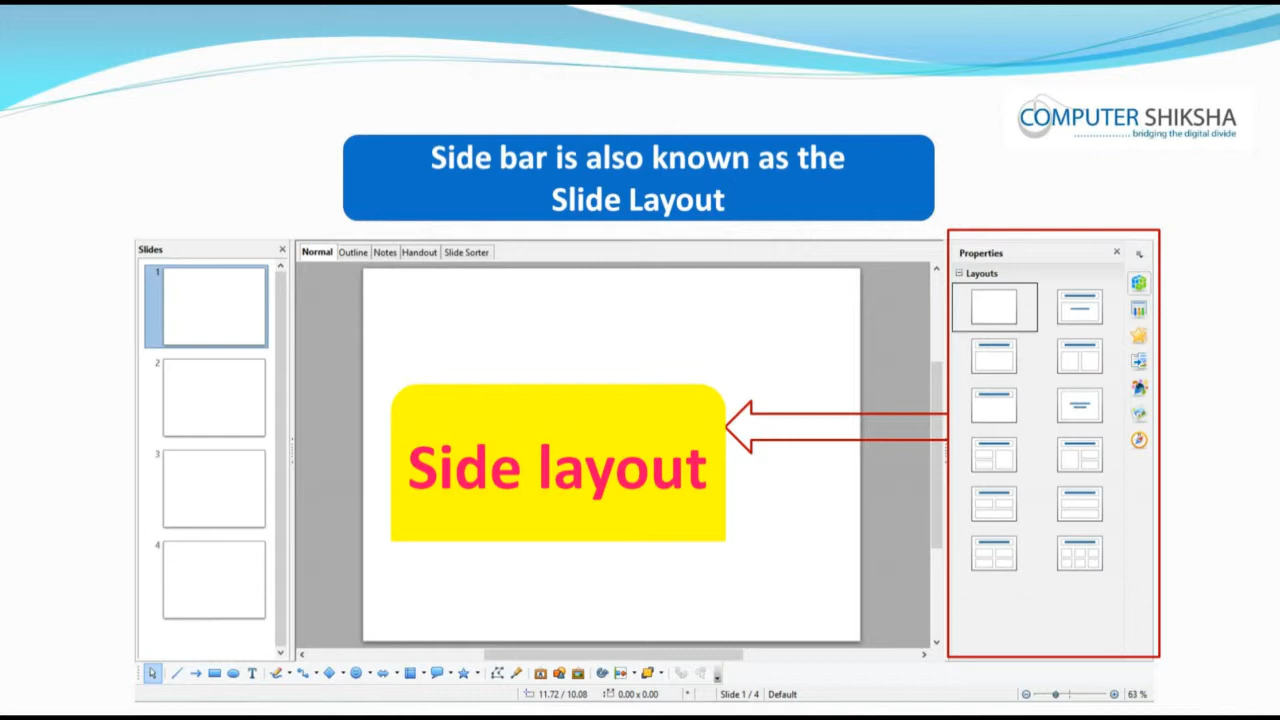 COMPUTER SHIKSHA
bridging the digital divide
Side bar is also known as the
Slide Layout
Slides
Normal Outline Notes Handout Slide Sorter
Properties
Layouts
1
2
3
4
Side layout
11.72 / 10.08 0.00 x 0.00 * Slide 1 / 4 Default 63 %